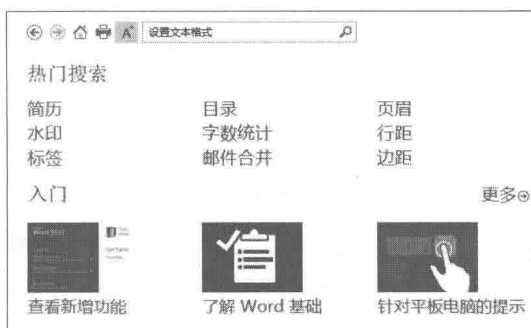 设置文本格式
热门搜索
简历 目录 页眉
水印 字数统计 行距
标签 邮件合并 边距
入门 更多
查看新增功能 了解 Word 基础 针对平板电脑的提示